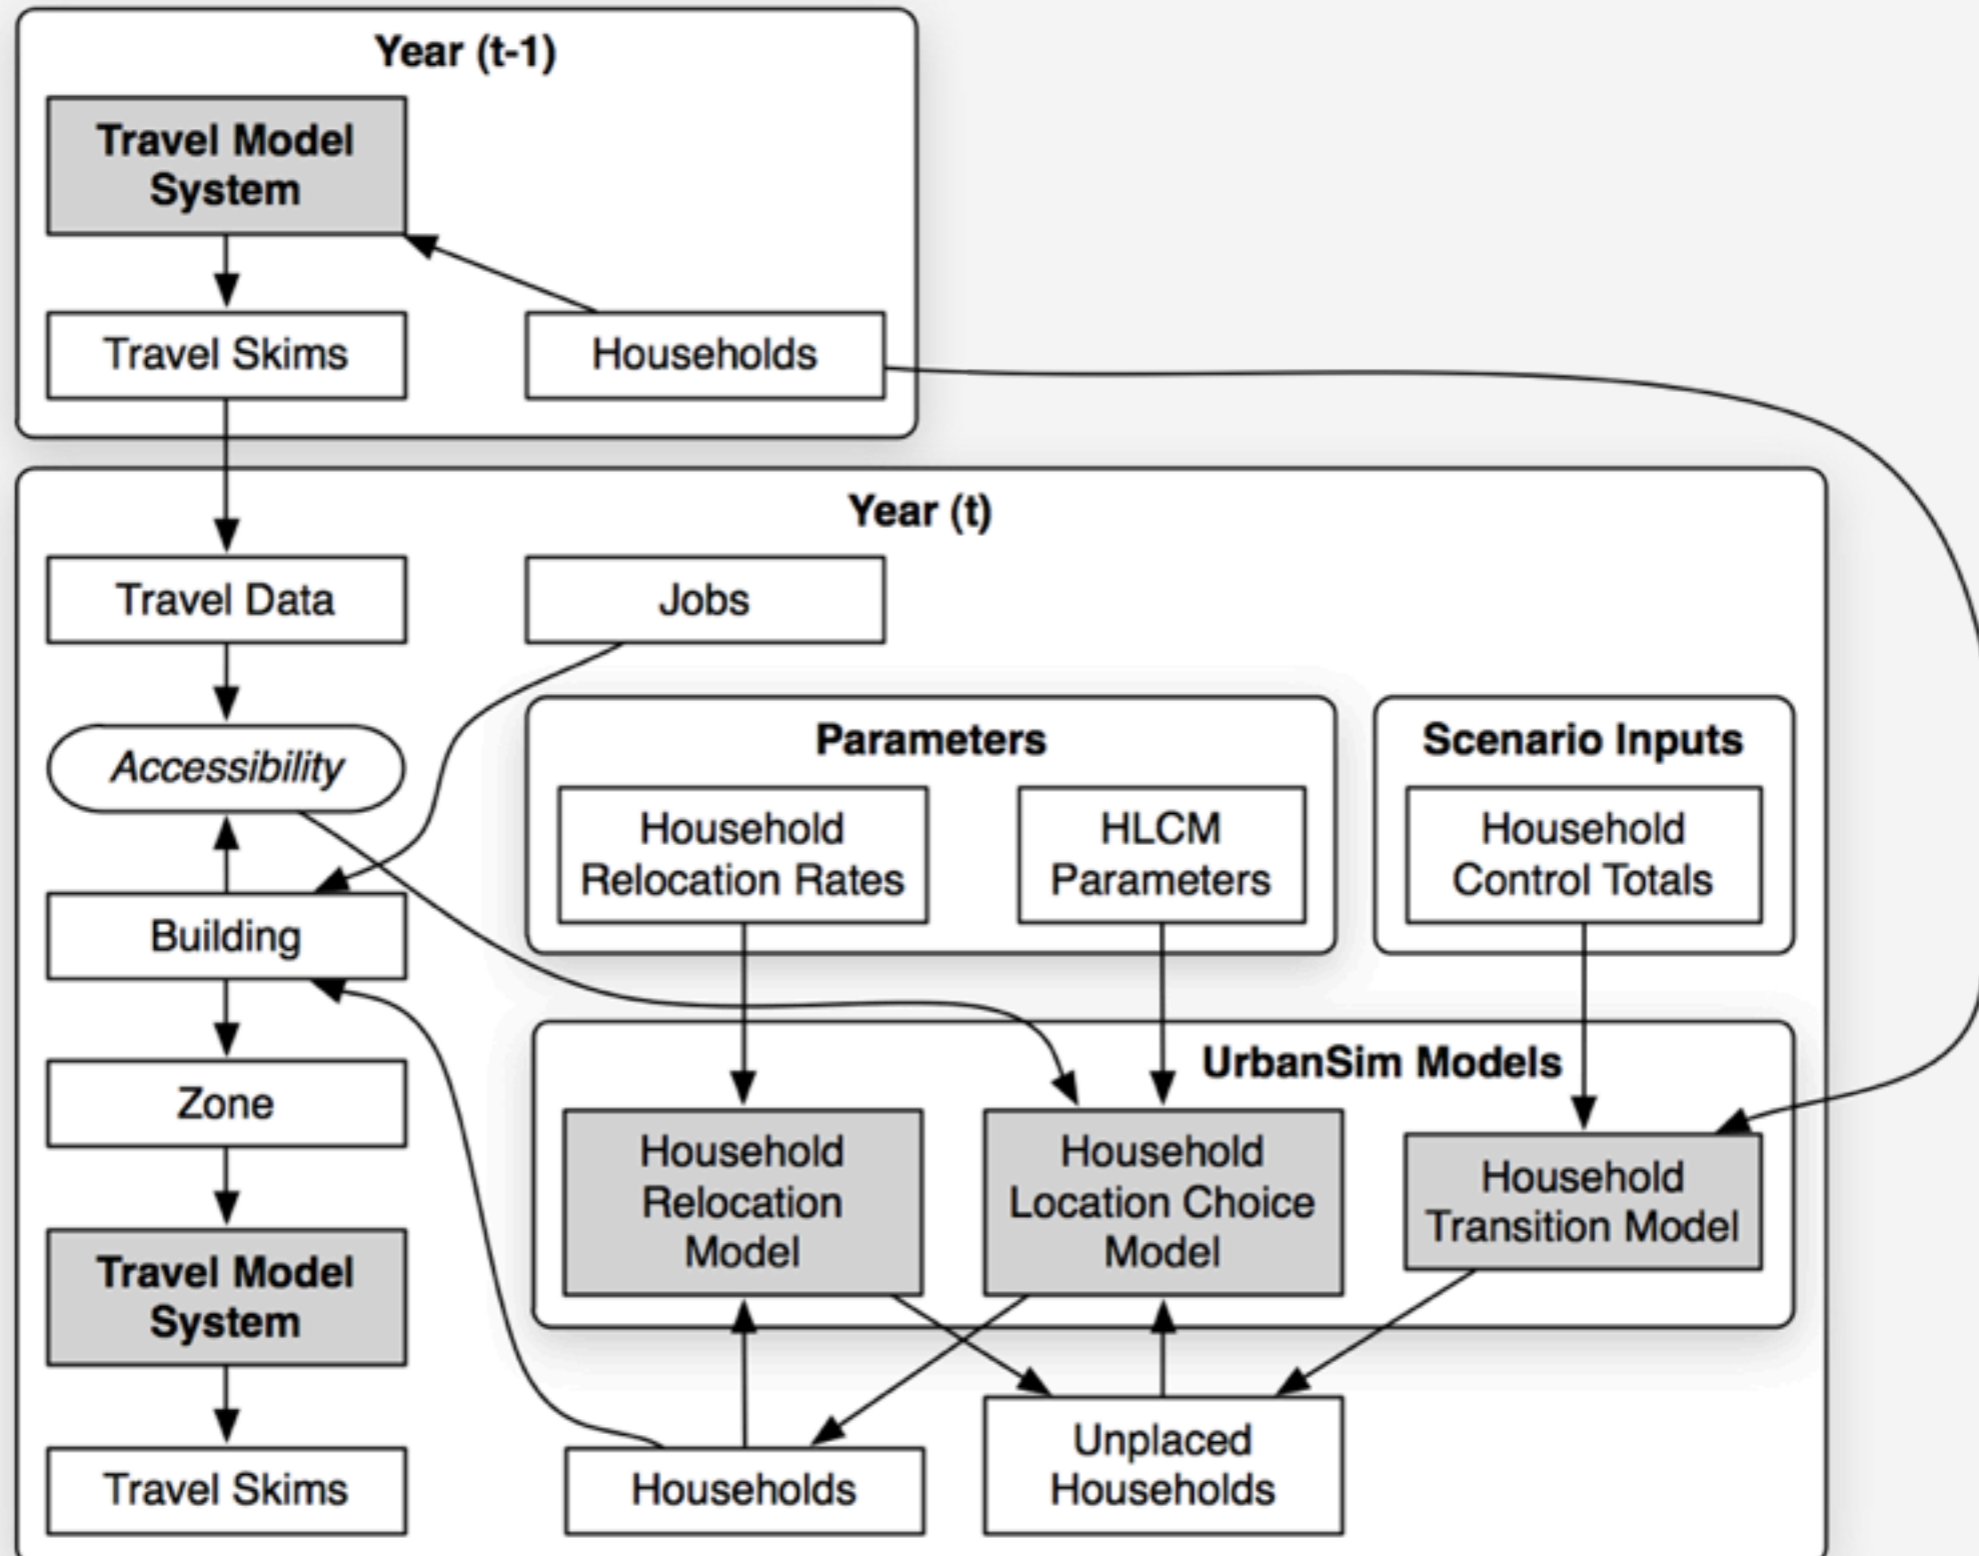 Year (t-1)
Travel Model
System
Travel Skims
Households
Year (t)
Travel Data
Jobs
Accessibility
Parameters
Scenario Inputs
Household
Relocation Rates
HLCM
Parameters
Household
Control Totals
Building
UrbanSim Models
Zone
Household
Relocation
Model
Household
Location Choice
Model
Household
Transition Model
Travel Model
System
Travel Skims
Households
Unplaced
Households